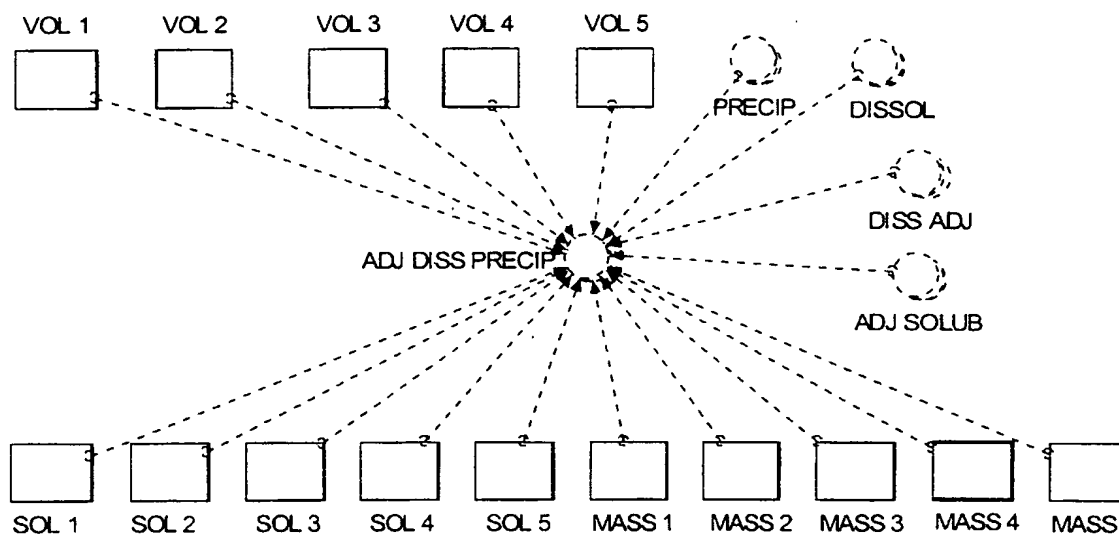 VOL 1 VOL 2 VOL 3 VOL 4 VOL 5
PRECIP DISSOL
DISS ADJ
ADJ DISS PRECIP
ADJ SOLUB
SOL 1 SOL 2 SOL 3 SOL 4 SOL 5 MASS 1 MASS 2 MASS 3 MASS 4 MASS